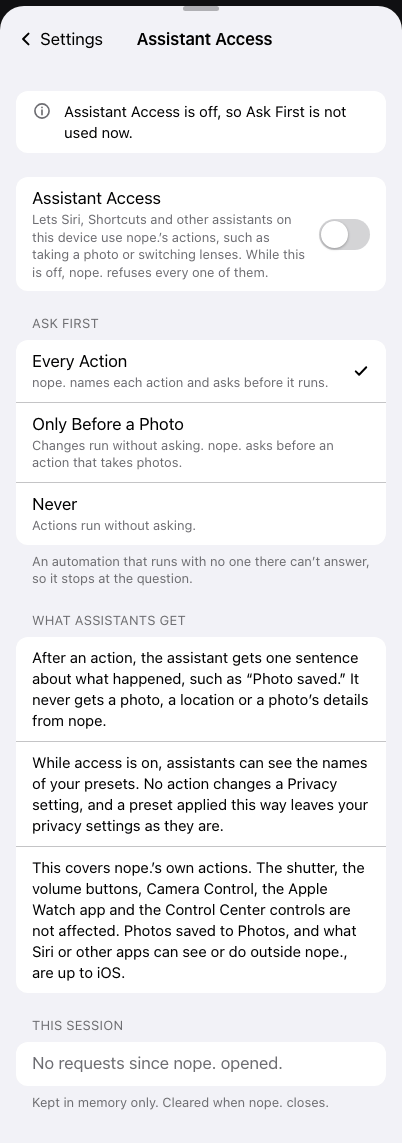 Settings
Assistant Access
Assistant Access is off, so Ask First is not
used now.
Assistant Access
Lets Siri, Shortcuts and other assistants on
this device use nope.’s actions, such as
taking a photo or switching lenses. While this
is off, nope. refuses every one of them.
ASK FIRST
Every Action
nope. names each action and asks before it runs.
Only Before a Photo
Changes run without asking. nope. asks before an
action that takes photos.
Never
Actions run without asking.
An automation that runs with no one there can’t answer,
so it stops at the question.
WHAT ASSISTANTS GET
After an action, the assistant gets one sentence
about what happened, such as “Photo saved.” It
never gets a photo, a location or a photo’s details
from nope.
While access is on, assistants can see the names
of your presets. No action changes a Privacy
setting, and a preset applied this way leaves your
privacy settings as they are.
This covers nope.’s own actions. The shutter, the
volume buttons, Camera Control, the Apple
Watch app and the Control Center controls are
not affected. Photos saved to Photos, and what
Siri or other apps can see or do outside nope.,
are up to iOS.
THIS SESSION
No requests since nope. opened.
Kept in memory only. Cleared when nope. closes.